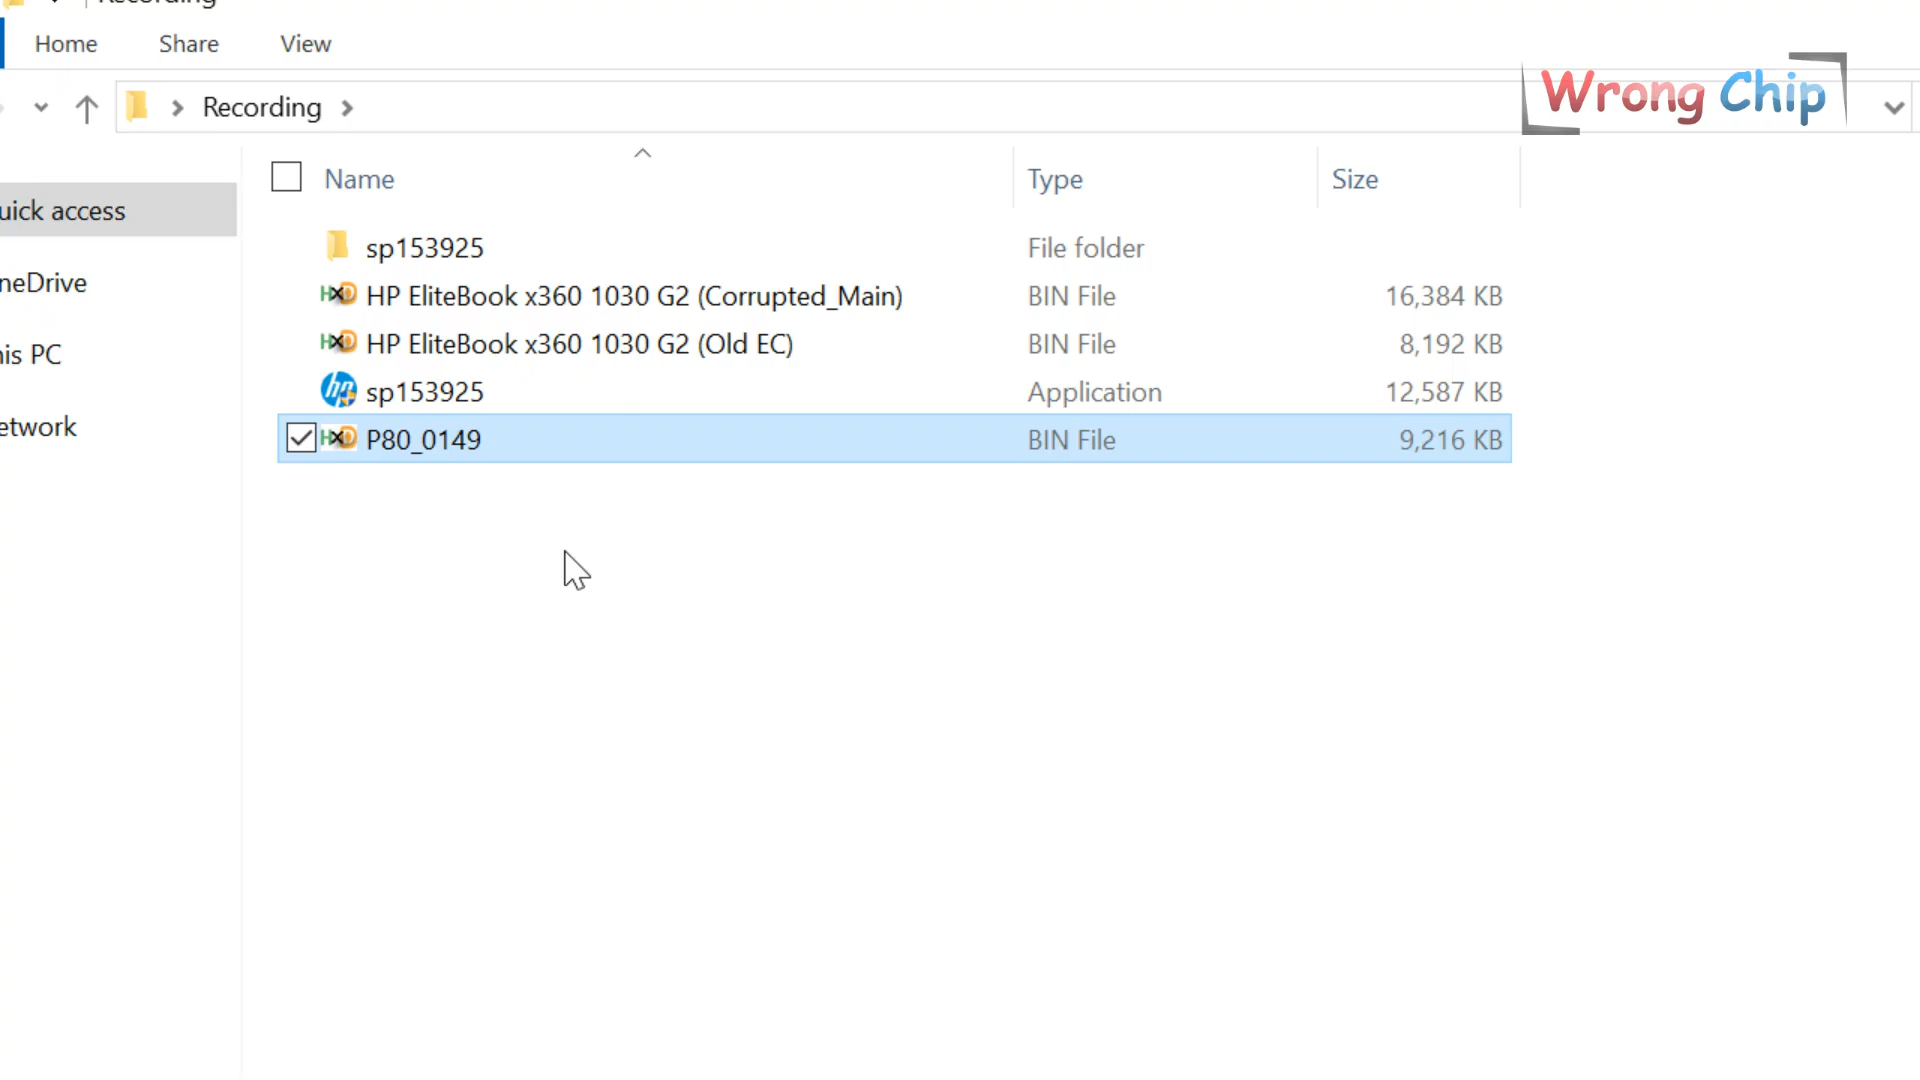 Recording
Home Share View
Recording
Wrong Chip
Name Type Size
uick access
sp153925 File folder
neDrive
HP EliteBook x360 1030 G2 (Corrupted_Main) BIN File 16,384 KB
HP EliteBook x360 1030 G2 (Old EC) BIN File 8,192 KB
his PC
sp153925 Application 12,587 KB
etwork
P80_0149 BIN File 9,216 KB